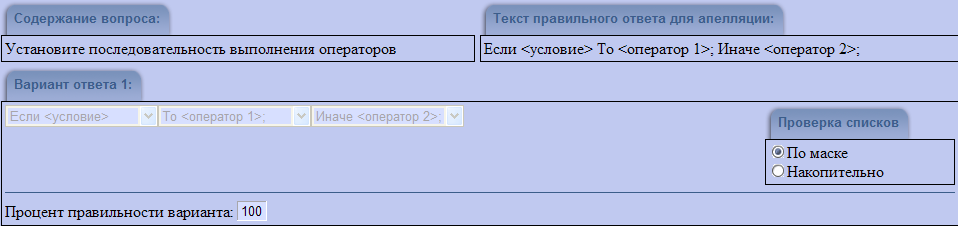 Содержание вопроса:
Текст правильного ответа для апелляции:
Установите последовательность выполнения операторов
Если <условие> То <оператор 1>; Иначе <оператор 2>;
Вариант ответа 1:
Если <условие> То <оператор 1>; Иначе <оператор 2>;
Проверка списков
По маске
Накопительно
Процент правильности варианта: 100